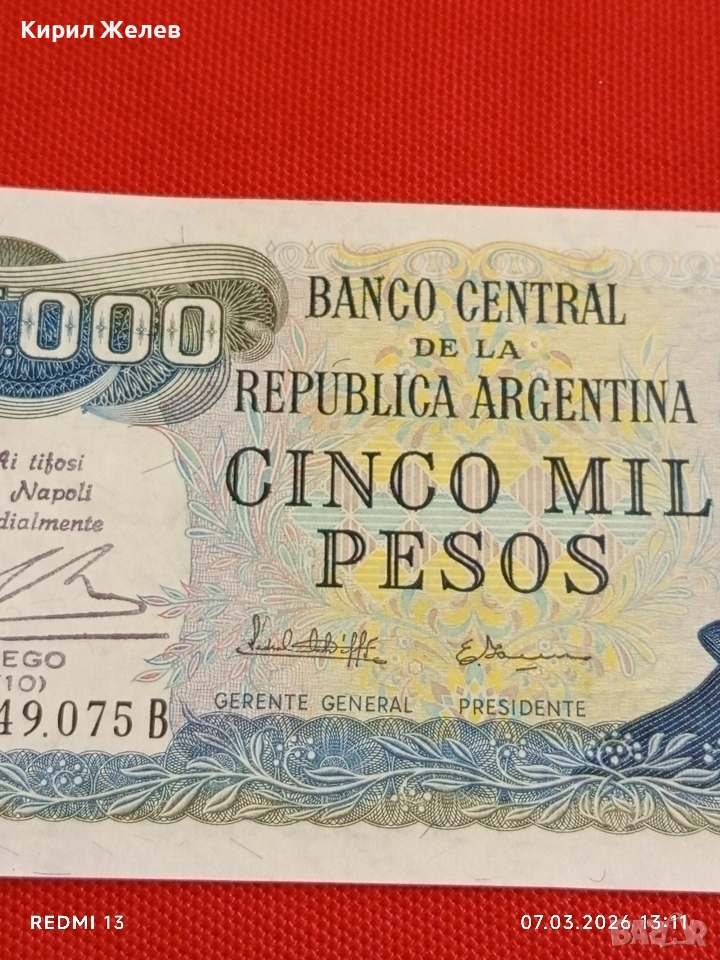 Кирил Желев
.000
BANCO CENTRAL
DE LA
REPUBLICA ARGENTINA
CINCO MIL
PESOS
Ai tifosi
Napoli
dialmente
EGO
10)
49.075 B
GERENTE GENERAL PRESIDENTE
REDMI 13
07.03.2026 13:11
BAZAR